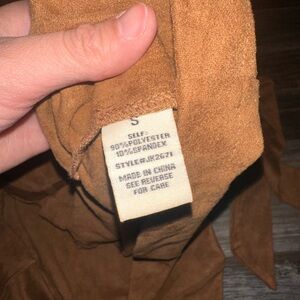 S
SELF:
90%POLYESTER
10%SPANDEX
STYLE#JK2671
MADE IN CHINA
SEE REVERSE
FOR CARE